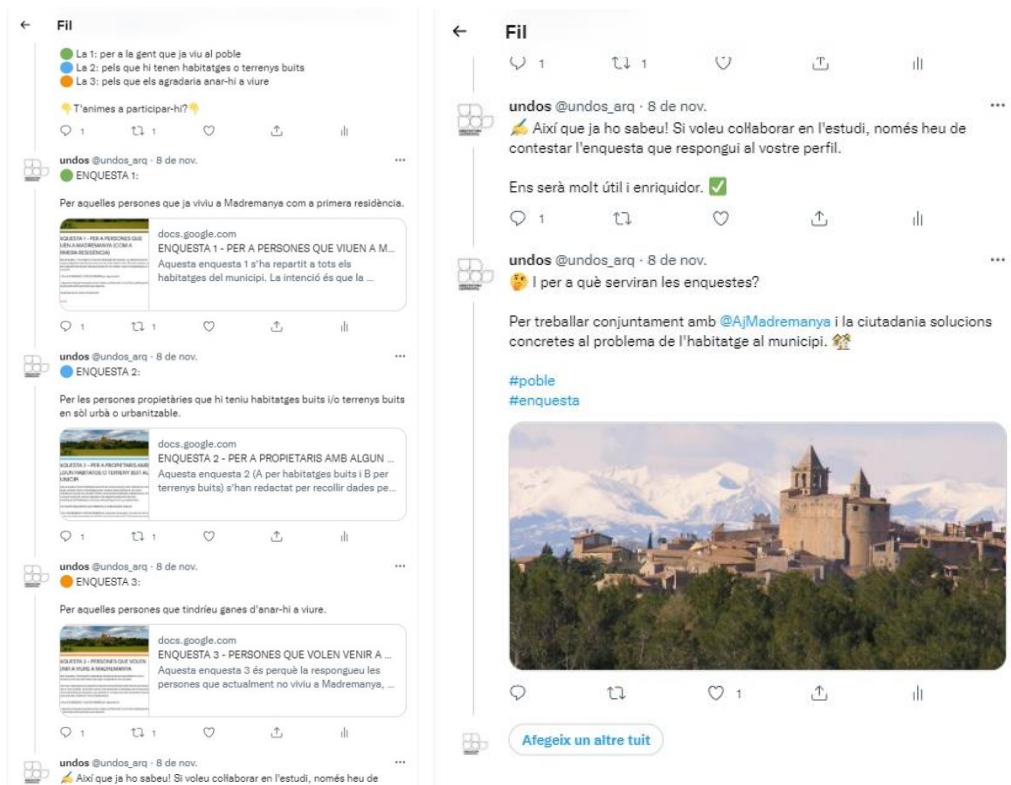 Fil
La 1: per a la gent que ja viu al poble
La 2: pels que hi tenen habitatges o terrenys buits
La 3: pels que els agradaria anar-hi a viure
T'animes a participar-hi?
1 1
undos @undos_arq · 8 de nov.
ENQUESTA 1:
Per aquelles persones que ja viviu a Madremanya com a primera residència.
docs.google.com
ENQUESTA 1 - PER A PERSONES QUE VIUEN A M...
Aquesta enquesta 1 s'ha repartit a tots els
habitatges del municipi. La intenció és que la ...
1 1
undos @undos_arq · 8 de nov.
ENQUESTA 2:
Per les persones propietàries que hi teniu habitatges buits i/o terrenys buits
en sòl urbà o urbanitzable.
docs.google.com
ENQUESTA 2 - PER A PROPIETARIS AMB ALGUN ...
Aquesta enquesta 2 (A per habitatges buits i B per
terrenys buits) s'han redactat per recollir dades pe...
1 1
undos @undos_arq · 8 de nov.
ENQUESTA 3:
Per aquelles persones que tindríeu ganes d'anar-hi a viure.
docs.google.com
ENQUESTA 3 - PERSONES QUE VOLEN VENIR A ...
Aquesta enquesta 3 és perquè la respongueu les
persones que actualment no viviu a Madremanya, ...
1 1
undos @undos_arq · 8 de nov.
Així que ja ho sabeu! Si voleu col·laborar en l'estudi, només heu de
Fil
1 1
undos @undos_arq · 8 de nov.
Així que ja ho sabeu! Si voleu col·laborar en l'estudi, només heu de
contestar l'enquesta que respongui al vostre perfil.
Ens serà molt útil i enriquidor.
1
undos @undos_arq · 8 de nov.
I per a què serviran les enquestes?
Per treballar conjuntament amb @AjMadremanya i la ciutadania solucions
concretes al problema de l'habitatge al municipi.
#poble
#enquesta
1
Afegeix un altre tuit